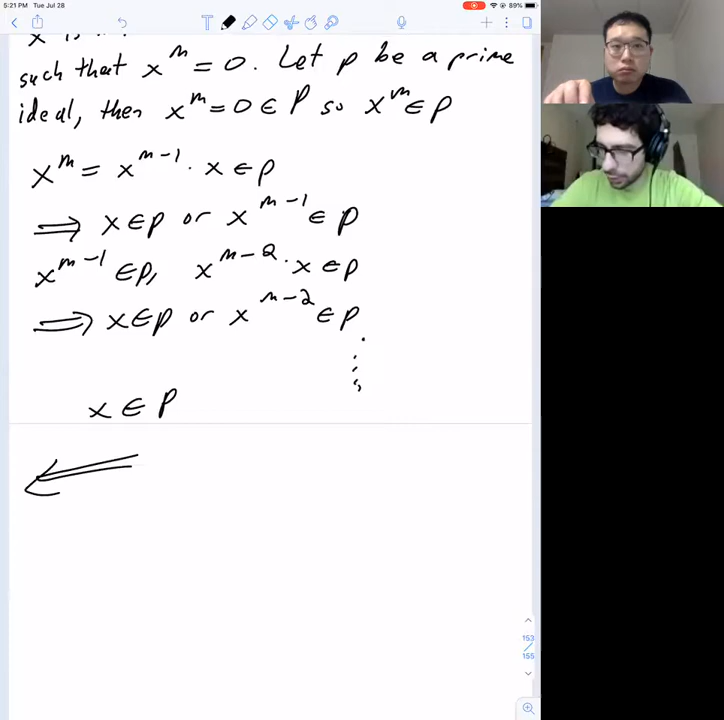 5:21 PM Tue Jul 28
89%
x is
such that x^m = 0. Let p be a prime
ideal, then x^m = 0 ∈ P so x^m ∈ P
x^m = x^{m-1} · x ∈ P
⟹ x ∈ P or x^{m-1} ∈ P
x^{m-1} ∈ P, x^{m-2} · x ∈ P
⟹ x ∈ P or x^{m-2} ∈ P
⋮
x ∈ P
⟸
153
/
155